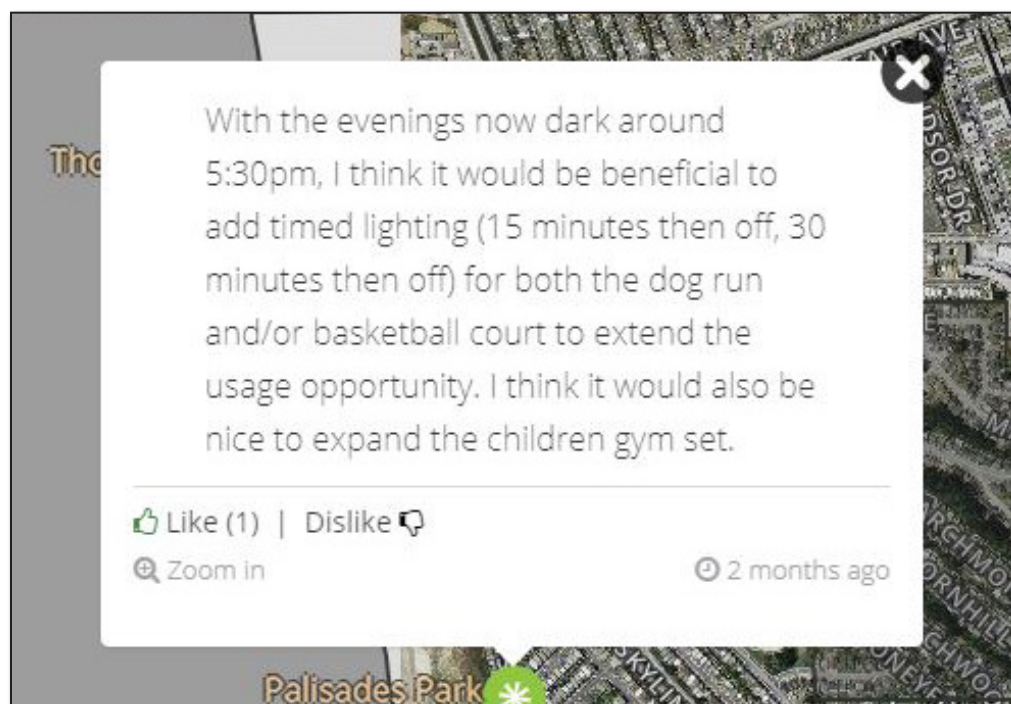 With the evenings now dark around
5:30pm, I think it would be beneficial to
add timed lighting (15 minutes then off, 30
minutes then off) for both the dog run
and/or basketball court to extend the
usage opportunity. I think it would also be
nice to expand the children gym set.
Like (1) | Dislike
Zoom in
2 months ago
Palisades Park